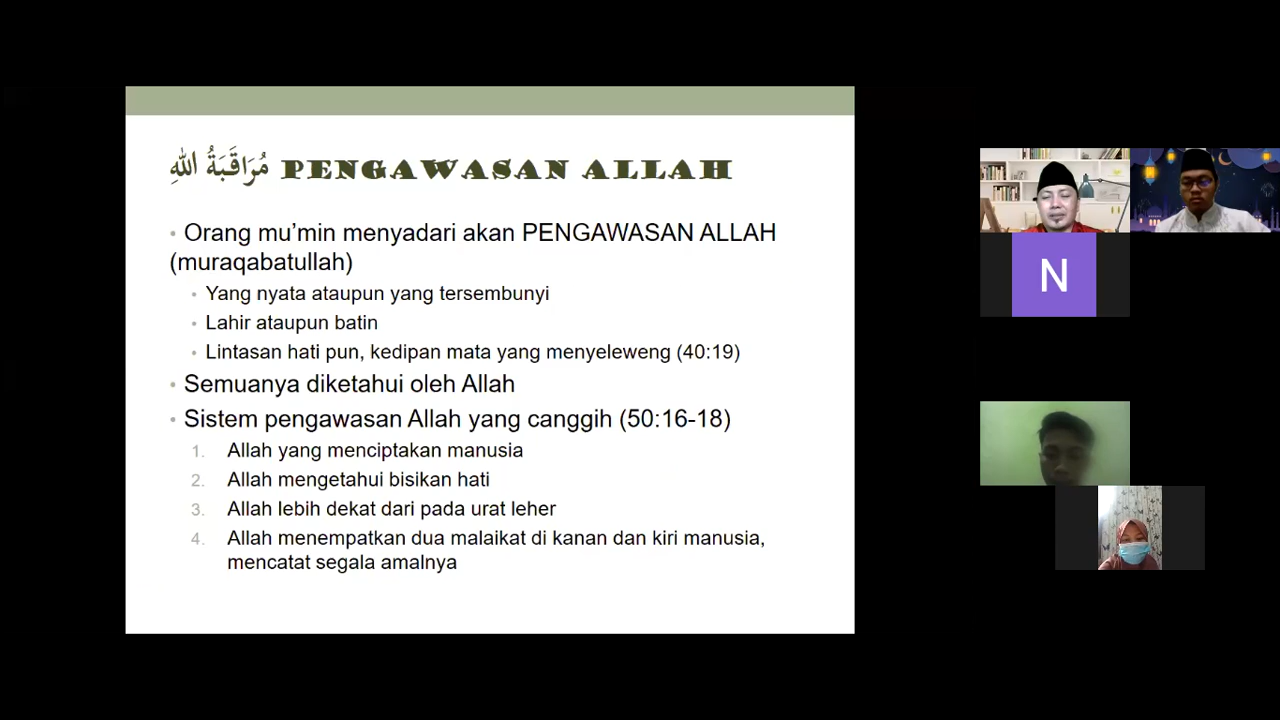 مُرَاقَبَةُ اللهِ PENGAWASAN ALLAH
• Orang mu’min menyadari akan PENGAWASAN ALLAH
(muraqabatullah)
• Yang nyata ataupun yang tersembunyi
• Lahir ataupun batin
• Lintasan hati pun, kedipan mata yang menyeleweng (40:19)
• Semuanya diketahui oleh Allah
• Sistem pengawasan Allah yang canggih (50:16-18)
1. Allah yang menciptakan manusia
2. Allah mengetahui bisikan hati
3. Allah lebih dekat dari pada urat leher
4. Allah menempatkan dua malaikat di kanan dan kiri manusia,
mencatat segala amalnya
N